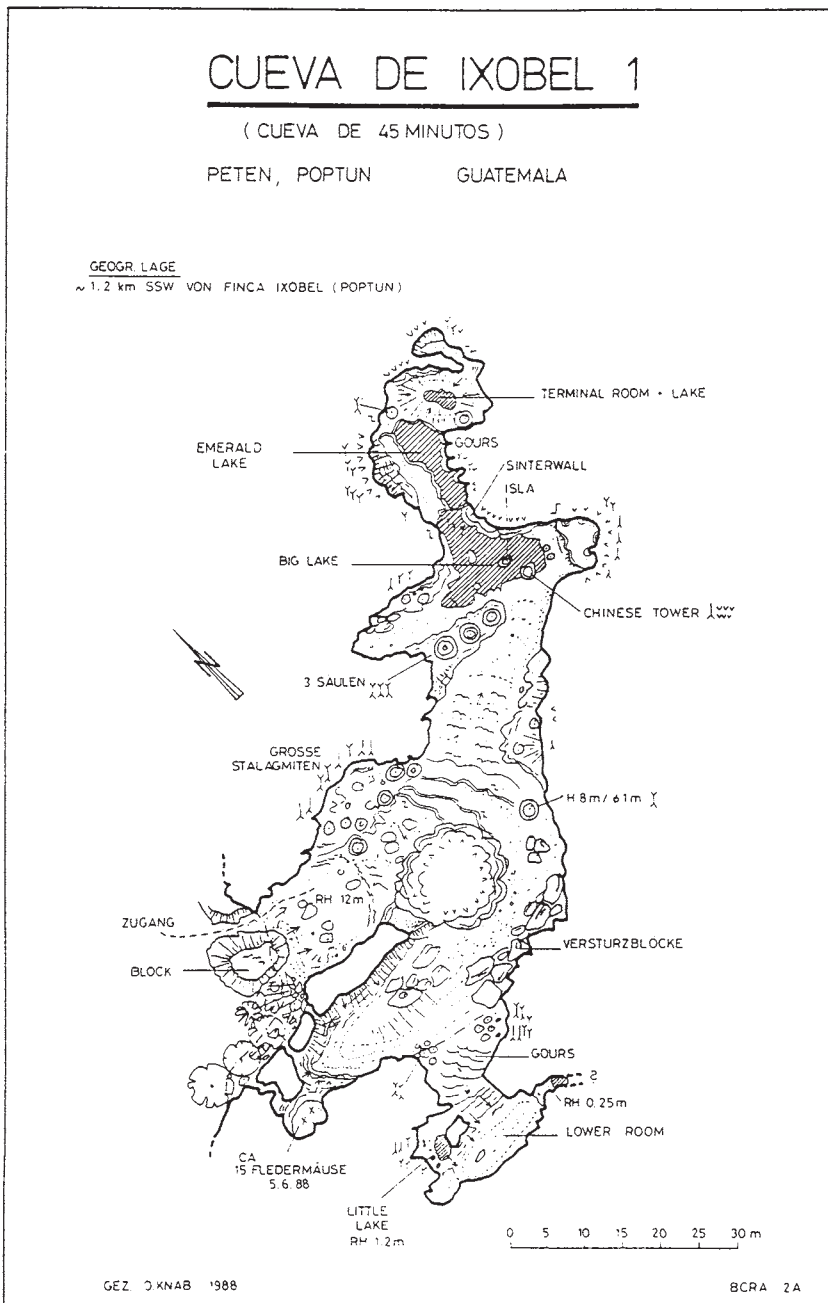 CUEVA DE IXOBEL 1
( CUEVA DE 45 MINUTOS )
PETEN, POPTUN GUATEMALA
GEOGR. LAGE
~ 1.2 km SSW VON FINCA IXOBEL (POPTUN)
TERMINAL ROOM + LAKE
EMERALD
LAKE
GOURS
SINTERWALL
ISLA
BIG LAKE
CHINESE TOWER
3 SAULEN
GROSSE
STALAGMITEN
H 8m/ ø 1m
RH 12m
ZUGANG
BLOCK
VERSTURZBLÖCKE
GOURS
?
RH 0.25m
LOWER ROOM
CA
15 FLEDERMÄUSE
5.6.88
LITTLE
LAKE
RH 1.2m
0 5 10 15 20 30 m
GEZ. O.KNAB 1988
BCRA 2A